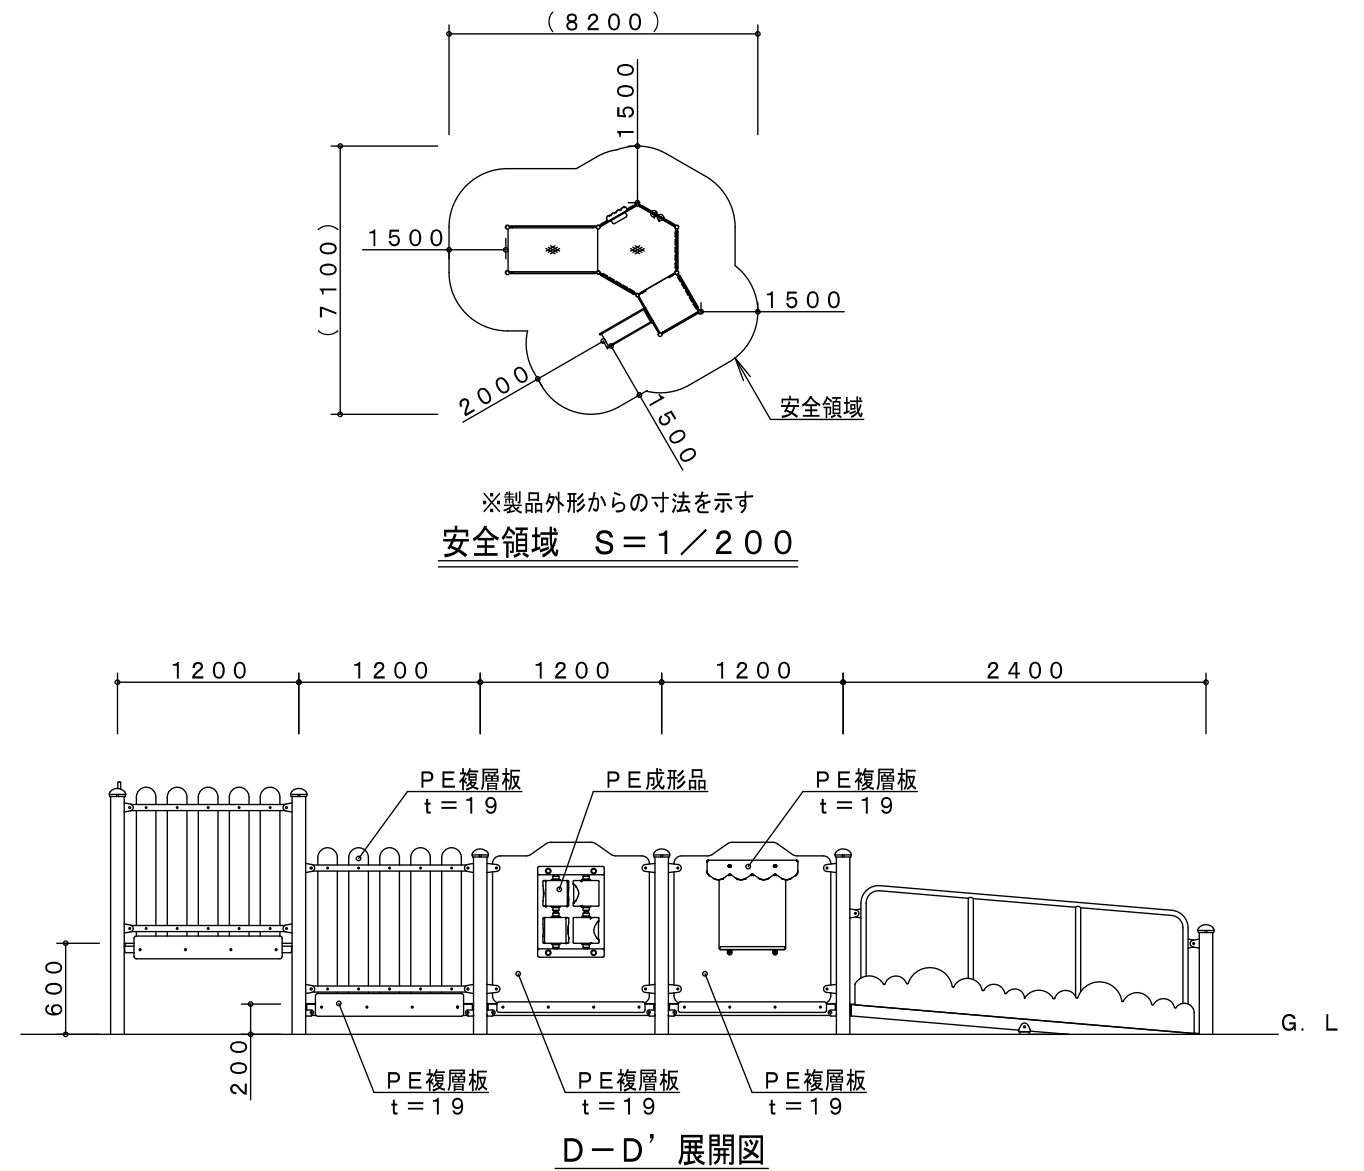 （8200）
1500
（7100）
1500
1500
2000
1500
安全領域
※製品外形からの寸法を示す
安全領域　S＝1／200
1200
1200
1200
1200
2400
PE複層板
t＝19
PE成形品
PE複層板
t＝19
600
200
G．L
PE複層板
t＝19
PE複層板
t＝19
PE複層板
t＝19
D－D’展開図